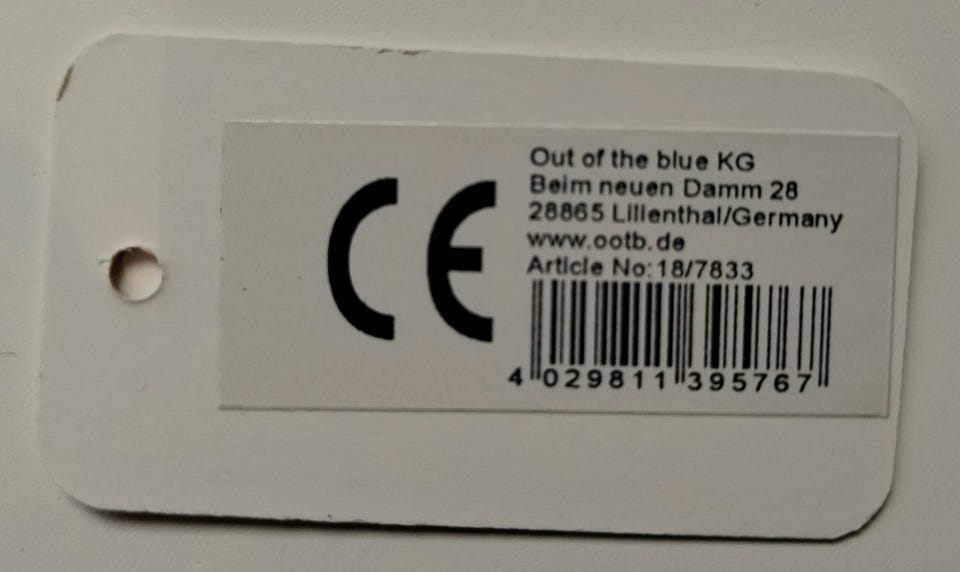 CE
Out of the blue KG
Beim neuen Damm 28
28865 Lilienthal/Germany
www.ootb.de
Article No: 18/7833
4 029811 395767